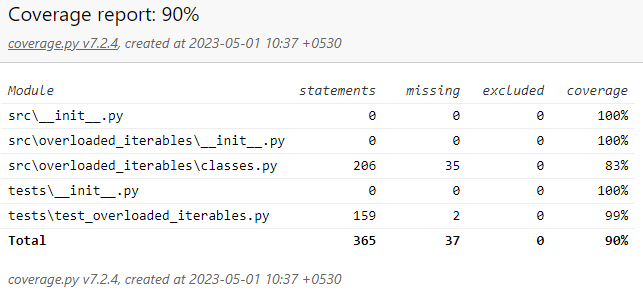 Coverage report: 90%
coverage.py v7.2.4, created at 2023-05-01 10:37 +0530
Module statements missing excluded coverage
src\__init__.py 0 0 0 100%
src\overloaded_iterables\__init__.py 0 0 0 100%
src\overloaded_iterables\classes.py 206 35 0 83%
tests\__init__.py 0 0 0 100%
tests\test_overloaded_iterables.py 159 2 0 99%
Total 365 37 0 90%
coverage.py v7.2.4, created at 2023-05-01 10:37 +0530